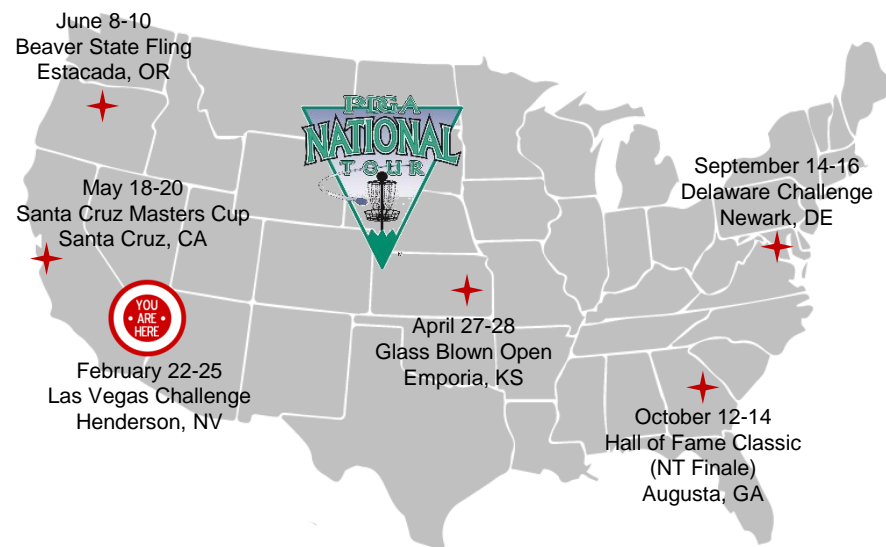 June 8-10
Beaver State Fling
Estacada, OR
PDGA
NATIONAL
TOUR
September 14-16
Delaware Challenge
Newark, DE
May 18-20
Santa Cruz Masters Cup
Santa Cruz, CA
YOU
ARE
HERE
April 27-28
Glass Blown Open
Emporia, KS
February 22-25
Las Vegas Challenge
Henderson, NV
October 12-14
Hall of Fame Classic
(NT Finale)
Augusta, GA